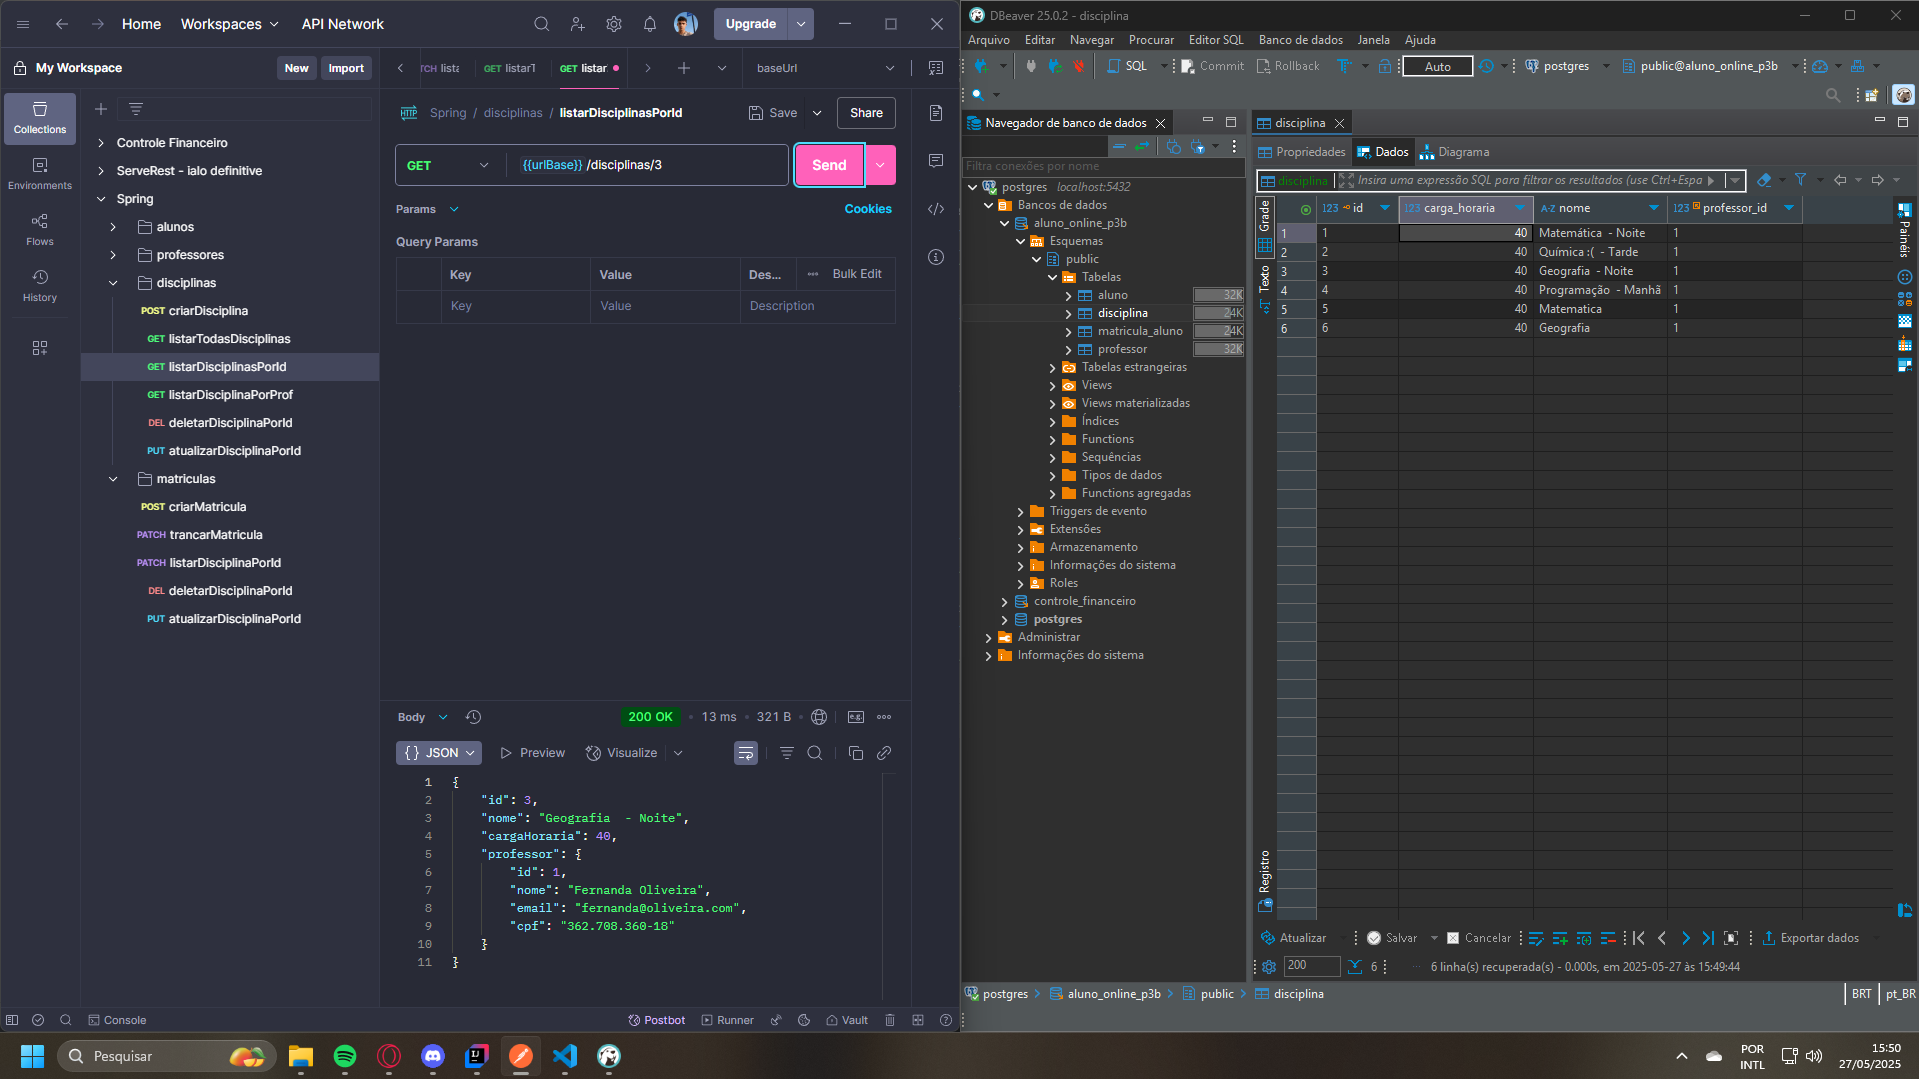 Home
Workspaces
API Network
Upgrade
My Workspace
New
Import
GET
GET
listar
baseUrl
Collections
Environments
Flows
History
Controle Financeiro
ServeRest - ialo definitive
Spring
alunos
professores
disciplinas
POST criarDisciplina
GET listarTodasDisciplinas
GET listarDisciplinasPorId
GET listarDisciplinaPorProf
DEL deletarDisciplinaPorId
PUT atualizarDisciplinaPorId
matriculas
POST criarMatricula
PATCH trancarMatricula
PATCH listarDisciplinaPorId
DEL deletarDisciplinaPorId
PUT atualizarDisciplinaPorId
HTTP Spring / disciplinas / listarDisciplinasPorId
Save
Share
GET
{{urlBase}} /disciplinas/3
Send
Params
Cookies
Query Params
Key Value Des... Bulk Edit
Key Value Description
Body
200 OK • 13 ms • 321 B
{} JSON
Preview
Visualize
1 {
2 "id": 3,
3 "nome": "Geografia  - Noite",
4 "cargaHoraria": 40,
5 "professor": {
6 "id": 1,
7 "nome": "Fernanda Oliveira",
8 "email": "fernanda@oliveira.com",
9 "cpf": "362.708.360-18"
10 }
11 }
Console
Postbot
Runner
Vault
DBeaver 25.0.2 - disciplina
Arquivo Editar Navegar Procurar Editor SQL Banco de dados Janela Ajuda
SQL
Commit
Rollback
Auto
postgres
public@aluno_online_p3b
Navegador de banco de dados
Filtra conexões por nome
postgres localhost:5432
Bancos de dados
aluno_online_p3b
Esquemas
public
Tabelas
aluno 32K
disciplina 24K
matricula_aluno 24K
professor 32K
Tabelas estrangeiras
Views
Views materializadas
Índices
Functions
Sequências
Tipos de dados
Functions agregadas
Triggers de evento
Extensões
Armazenamento
Informações do sistema
Roles
controle_financeiro
postgres
Administrar
Informações do sistema
disciplina
Propriedades
Dados
Diagrama
disciplina
Insira uma expressão SQL para filtrar os resultados (use Ctrl+Espa
Grade
Texto
Registro
Painéis
123 id 123 carga_horaria A-Z nome 123 professor_id
1 1 40 Matemática  - Noite 1
2 2 40 Química :(  - Tarde 1
3 3 40 Geografia  - Noite 1
4 4 40 Programação  - Manhã 1
5 5 40 Matematica 1
6 6 40 Geografia 1
Atualizar
Salvar
Cancelar
Exportar dados
200
6
6 linha(s) recuperada(s) - 0.000s, em 2025-05-27 às 15:49:44
postgres
aluno_online_p3b
public
disciplina
BRT
pt_BR
Pesquisar
POR
INTL
15:50
27/05/2025